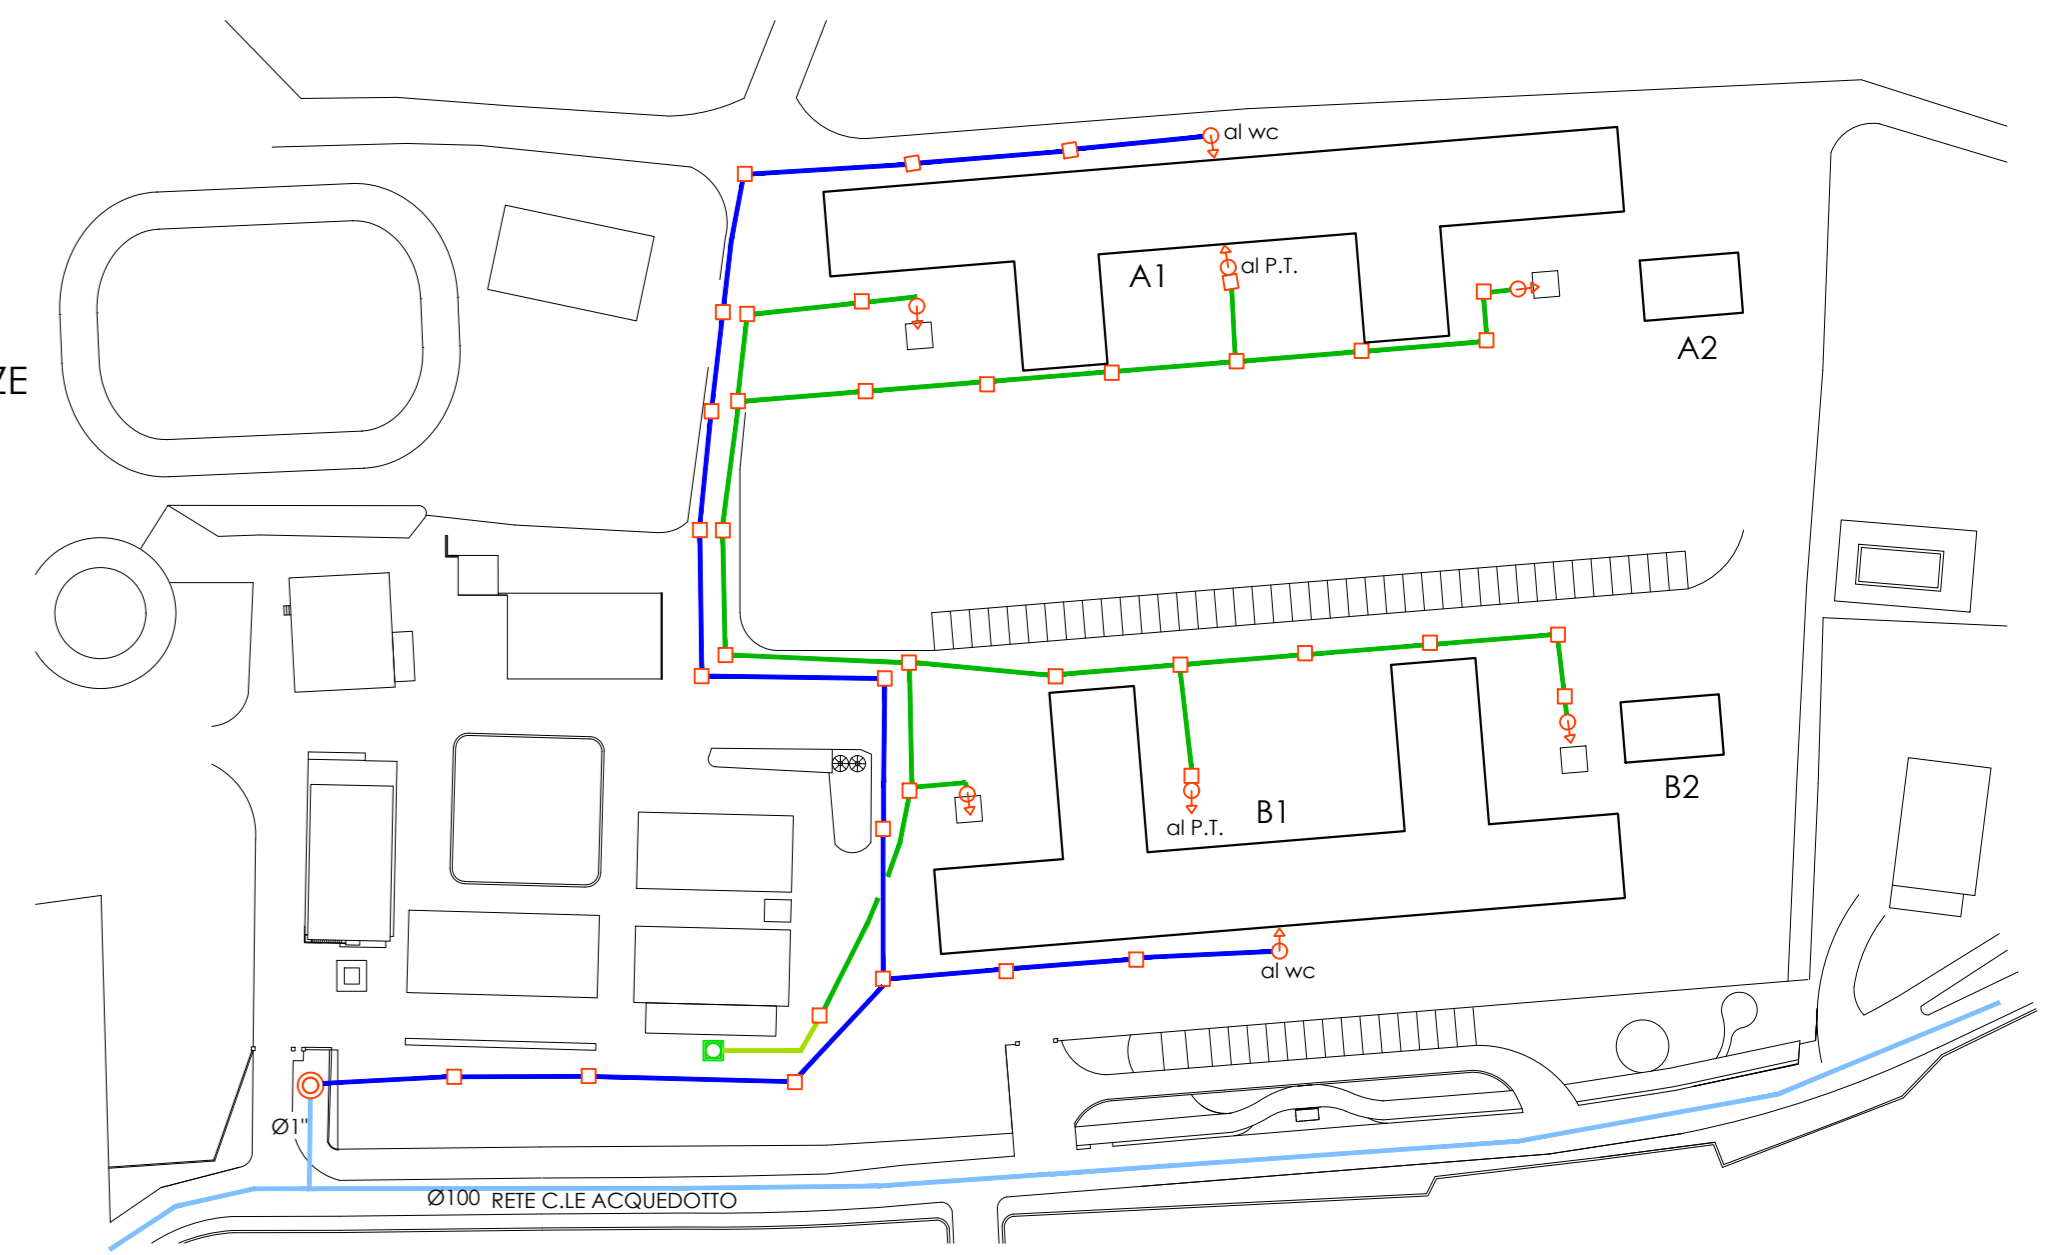 al wc
A1
al P.T.
A2
ZE
B2
B1
al P.T.
al wc
Ø1"
Ø100 RETE C.LE ACQUEDOTTO